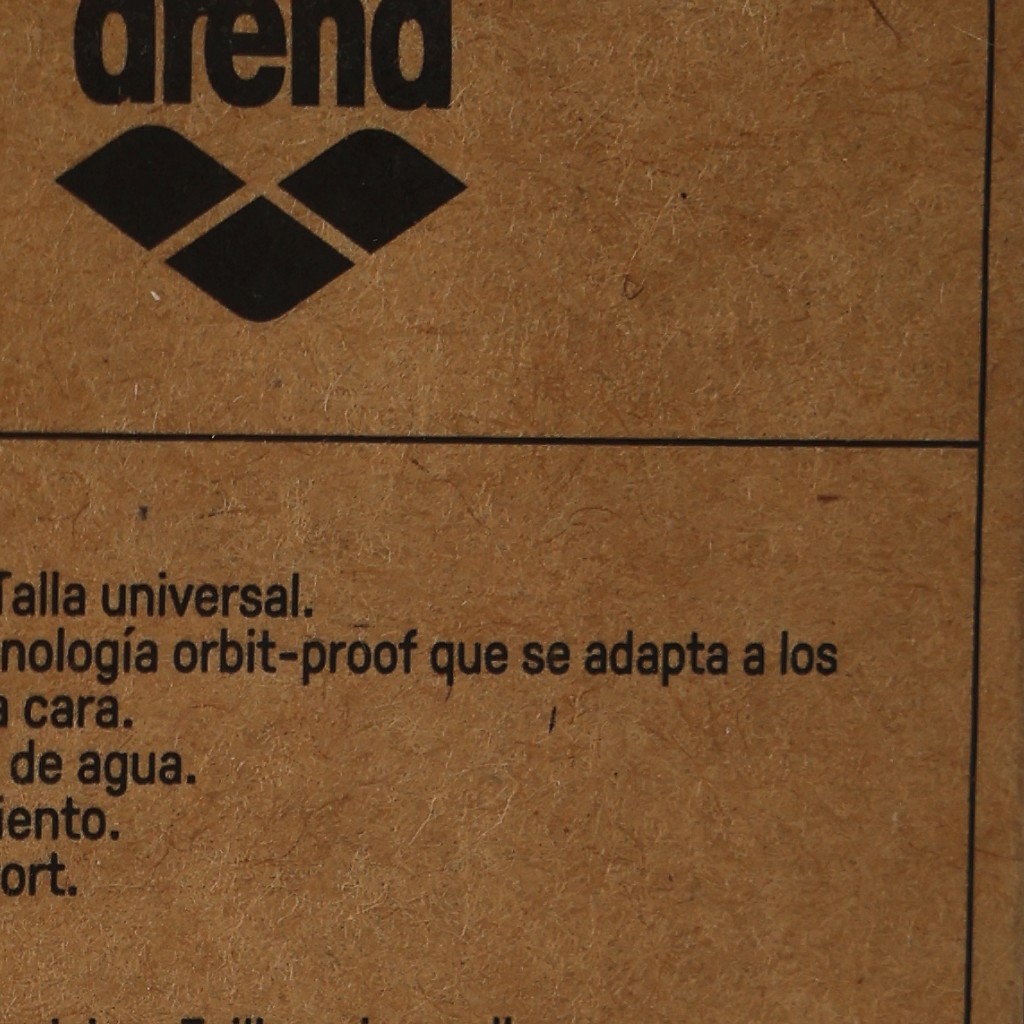 arena
Talla universal.
nología orbit-proof que se adapta a los
a cara.
de agua.
iento.
ort.